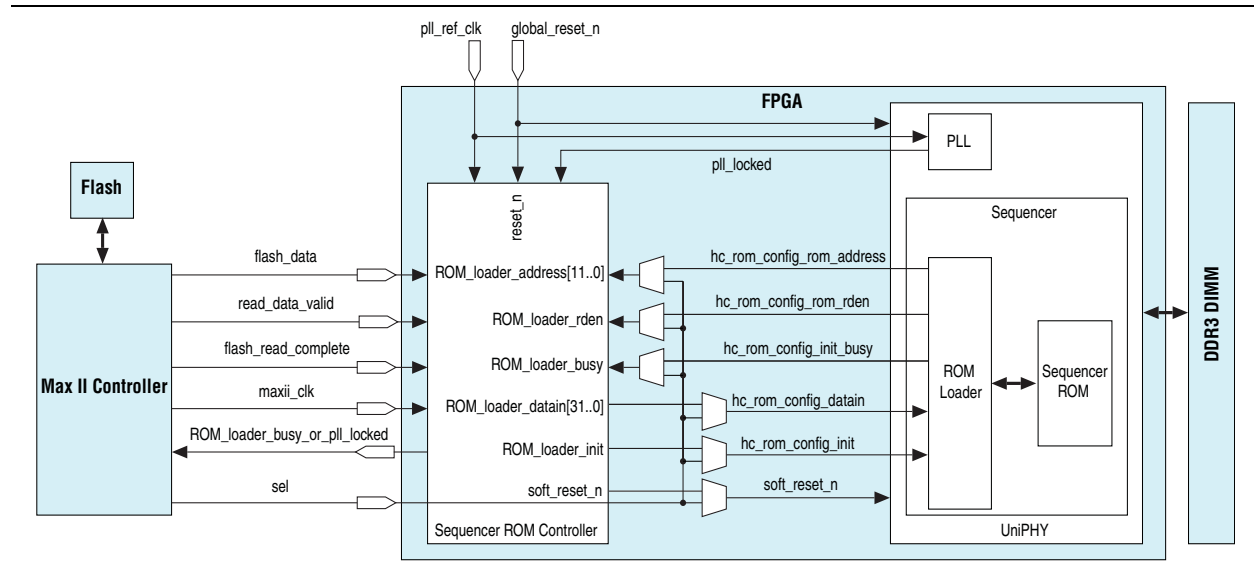 pll_ref_clk
global_reset_n
FPGA
PLL
pll_locked
Flash
reset_n
Sequencer
flash_data
ROM_loader_address[11..0]
hc_rom_config_rom_address
read_data_valid
ROM_loader_rden
hc_rom_config_rom_rden
flash_read_complete
ROM_loader_busy
hc_rom_config_init_busy
Max II Controller
ROM
Loader
Sequencer
ROM
DDR3 DIMM
maxii_clk
ROM_loader_datain[31..0]
hc_rom_config_datain
ROM_loader_busy_or_pll_locked
ROM_loader_init
hc_rom_config_init
sel
soft_reset_n
soft_reset_n
Sequencer ROM Controller
UniPHY